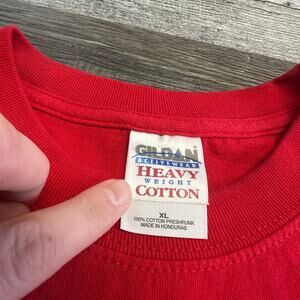 GILDAN
ACTIVEWEAR
HEAVY
WEIGHT
COTTON
XL
100% COTTON PRESHRUNK
MADE IN HONDURAS